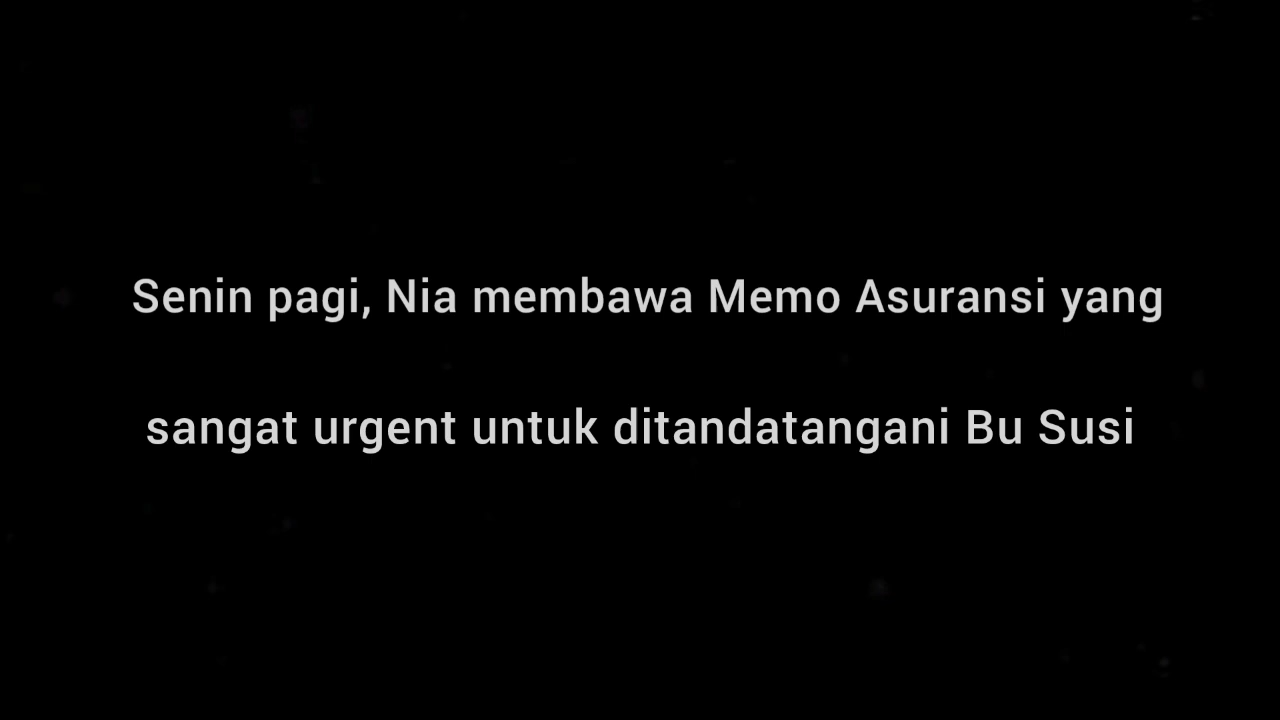 Senin pagi, Nia membawa Memo Asuransi yang
sangat urgent untuk ditandatangani Bu Susi